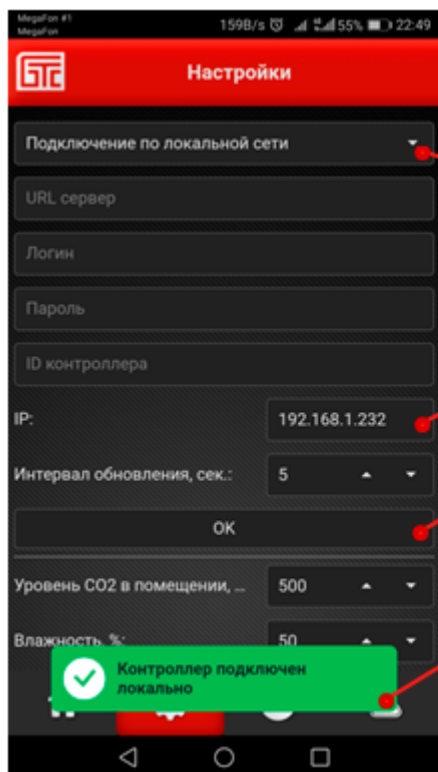 MegaFon #1
MegaFon
159B/s 55% 22:49
БТС
Настройки
Подключение по локальной сети
URL сервер
Логин
Пароль
ID контроллера
IP: 192.168.1.232
Интервал обновления, сек.: 5
OK
Уровень CO2 в помещении, ... 500
Влажность, %: 50
Контроллер подключен
локально